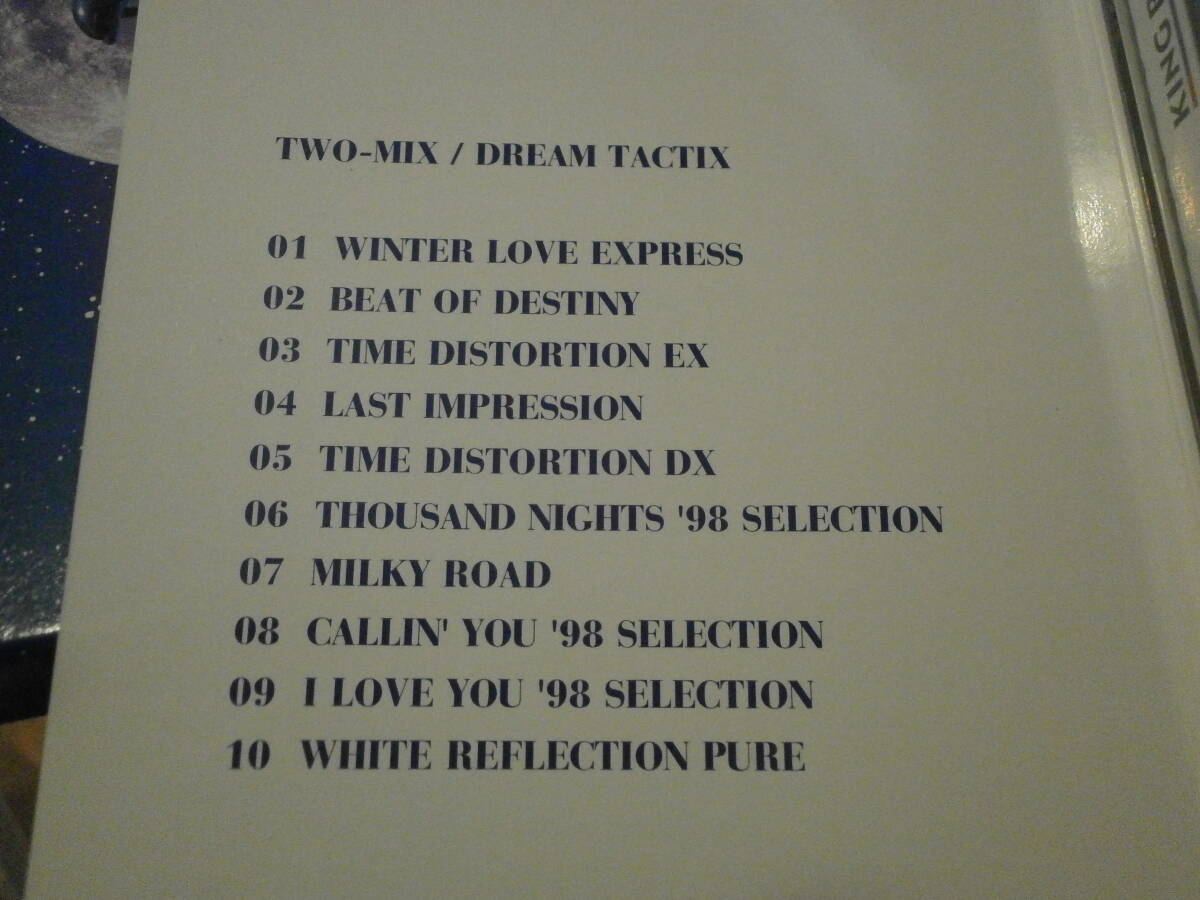 TWO-MIX / DREAM TACTIX
01 WINTER LOVE EXPRESS
02 BEAT OF DESTINY
03 TIME DISTORTION EX
04 LAST IMPRESSION
05 TIME DISTORTION DX
06 THOUSAND NIGHTS '98 SELECTION
07 MILKY ROAD
08 CALLIN' YOU '98 SELECTION
09 I LOVE YOU '98 SELECTION
10 WHITE REFLECTION PURE
KING